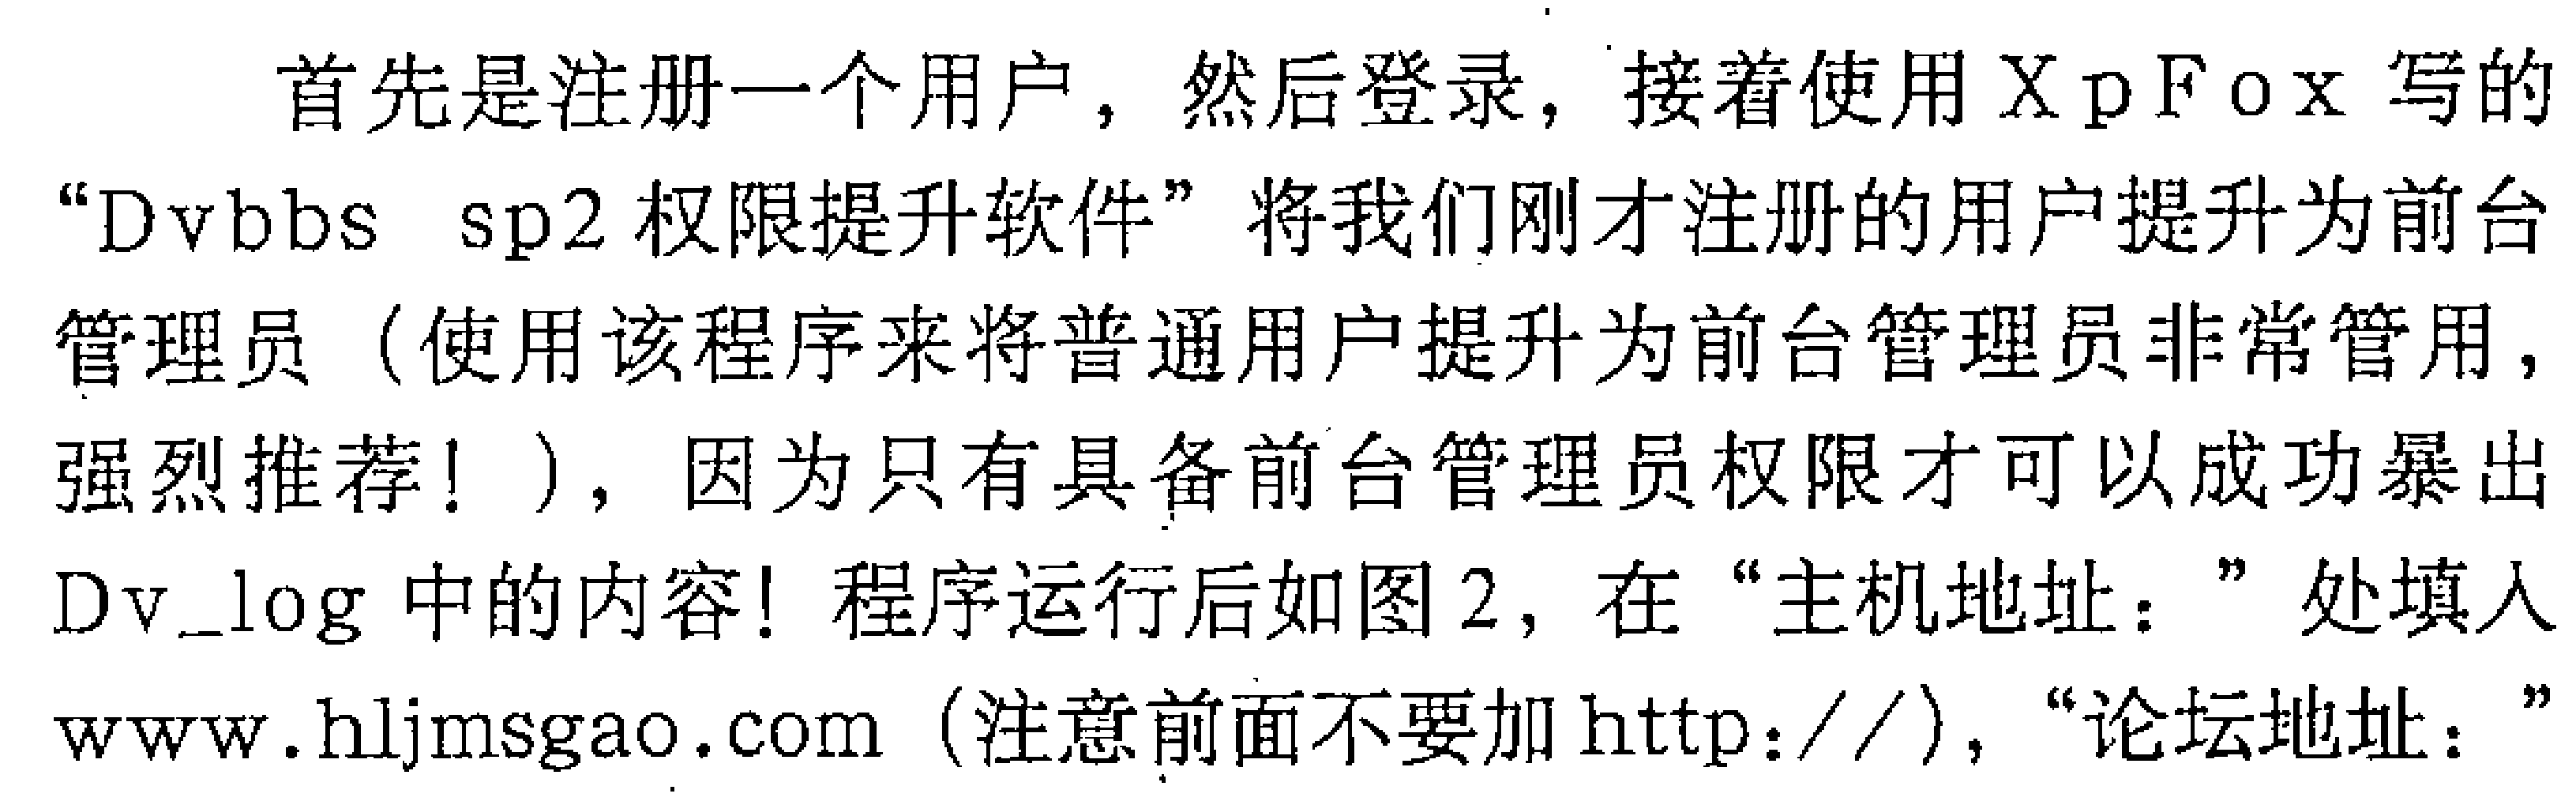 首先是注册一个用户，然后登录，接着使用XpFox写的
“Dvbbs sp2权限提升软件”将我们刚才注册的用户提升为前台
管理员（使用该程序来将普通用户提升为前台管理员非常管用，
强烈推荐！），因为只有具备前台管理员权限才可以成功暴出
Dv_log中的内容！程序运行后如图2，在“主机地址：”处填入
www.hljmsgao.com（注意前面不要加http://），“论坛地址：”